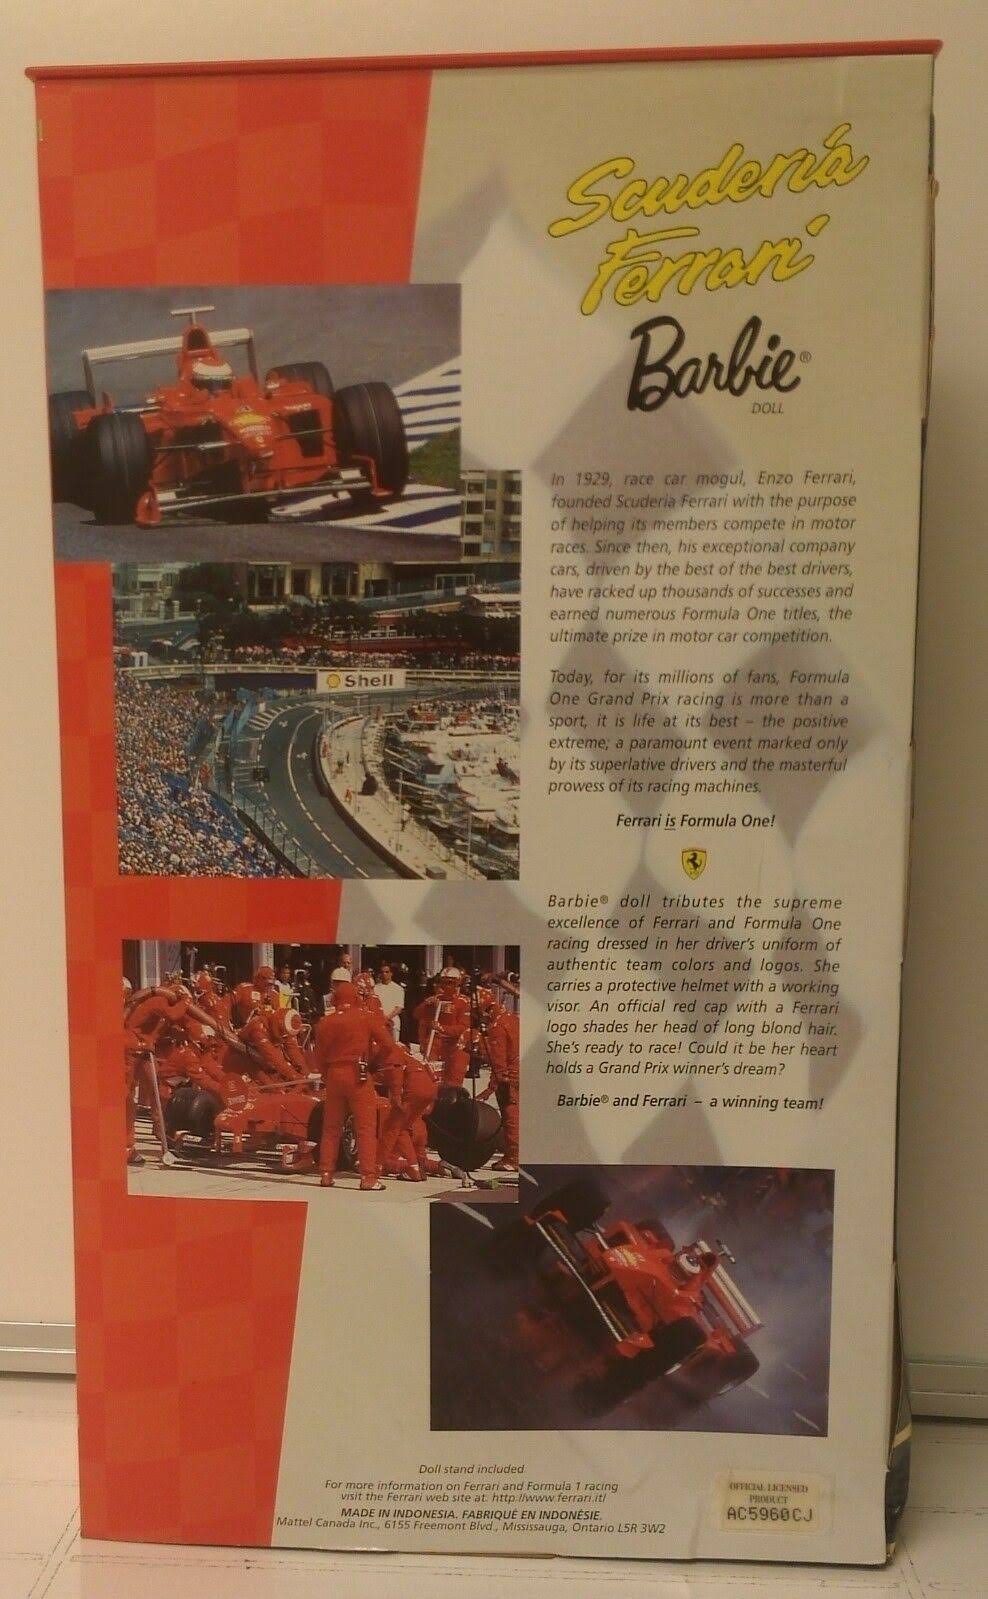 Scuderia
Ferrari
Barbie®
DOLL
In 1929, race car mogul, Enzo Ferrari,
founded Scuderia Ferrari with the purpose
of helping its members compete in motor
races. Since then, his exceptional company
cars, driven by the best of the best drivers,
have racked up thousands of successes and
earned numerous Formula One titles, the
ultimate prize in motor car competition.
Today, for its millions of fans, Formula
One Grand Prix racing is more than a
sport, it is life at its best – the positive
extreme; a paramount event marked only
by its superlative drivers and the masterful
prowess of its racing machines.
Ferrari is Formula One!
Barbie® doll tributes the supreme
excellence of Ferrari and Formula One
racing dressed in her driver's uniform of
authentic team colors and logos. She
carries a protective helmet with a working
visor. An official red cap with a Ferrari
logo shades her head of long blond hair.
She's ready to race! Could it be her heart
holds a Grand Prix winner's dream?
Barbie® and Ferrari – a winning team!
Shell
Doll stand included
For more information on Ferrari and Formula 1 racing
visit the Ferrari web site at: http://www.ferrari.it/
MADE IN INDONESIA. FABRIQUÉ EN INDONÉSIE.
Mattel Canada Inc., 6155 Freemont Blvd., Mississauga, Ontario L5R 3W2
OFFICIAL LICENSED
PRODUCT
AC5960CJ